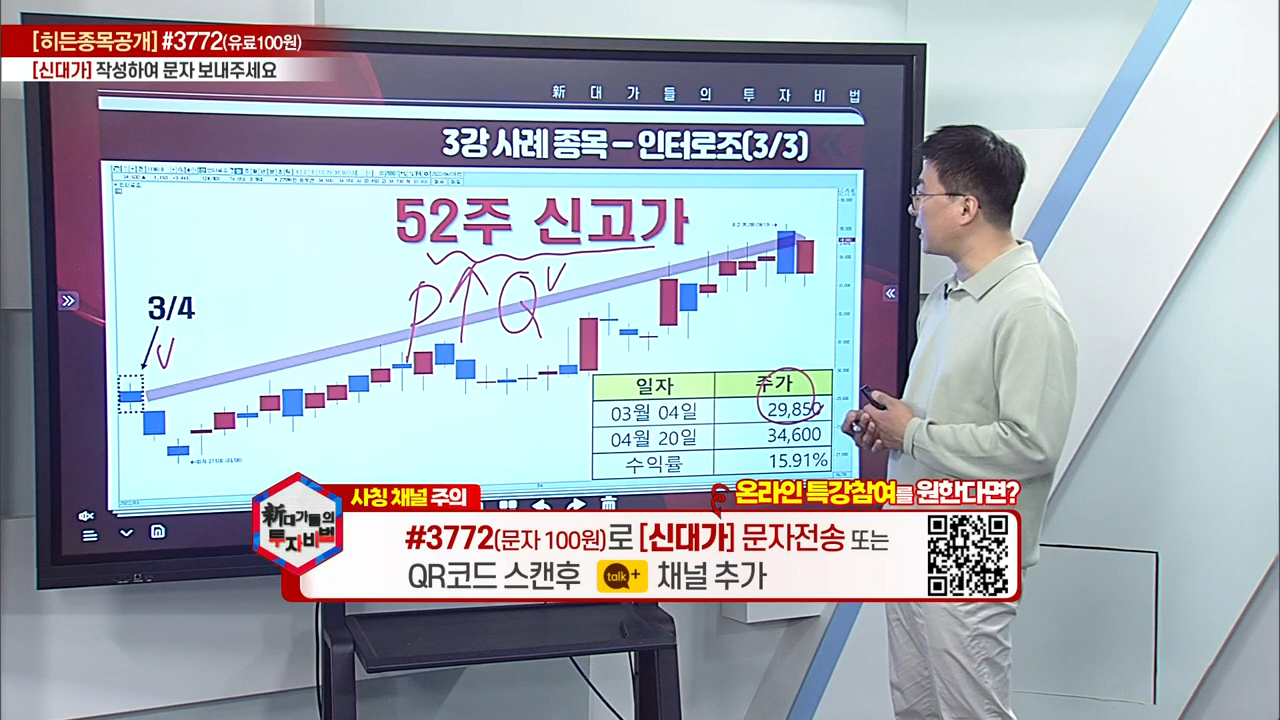 [히든종목공개] #3772(유료100원)
[신대가] 작성하여 문자 보내주세요
新 대 가 들 의 투 자 비 법
3강 사례 종목 – 인터로조(3/3)
52주 신고가
P ↑ Q
3/4
일자 주가
03월 04일 29,850
04월 20일 34,600
수익률 15.91%
사칭 채널 주의
온라인 특강참여를 원한다면?
新대가들의
투자비법
#3772(문자 100원)로 [신대가] 문자전송 또는
QR코드 스캔후 talk+ 채널 추가